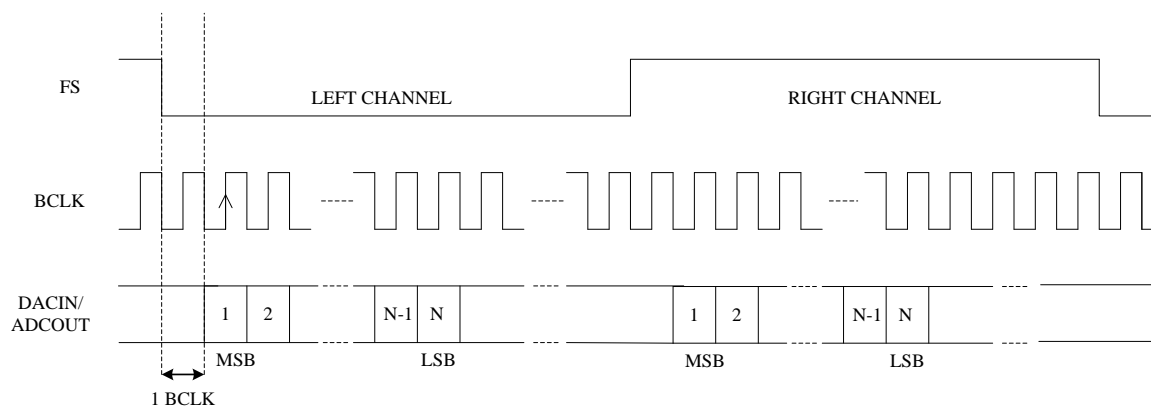 FS
LEFT CHANNEL
RIGHT CHANNEL
BCLK
DACIN/
ADCOUT
1
2
N-1
N
1
2
N-1
N
MSB
LSB
MSB
LSB
1 BCLK